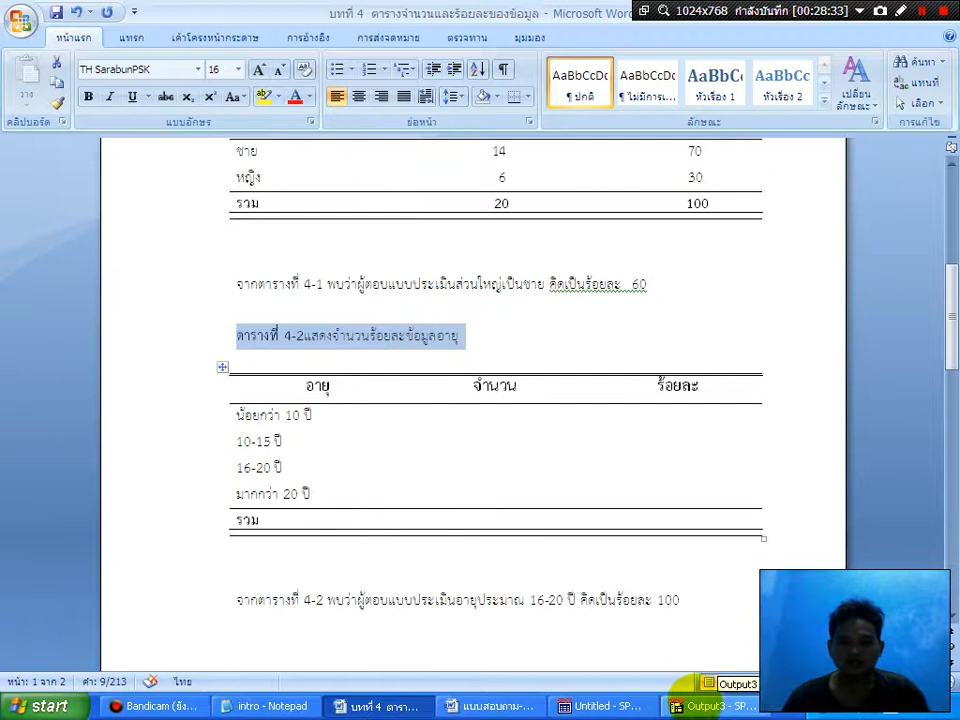 บทที่ 4 ตารางจำนวนและร้อยละของข้อมูล - Microsoft Wo
1024x768 กำลังบันทึก [00:28:33]
หน้าแรก แทรก เค้าโครงหน้ากระดาษ การอ้างอิง การส่งจดหมาย ตรวจทาน มุมมอง
วาง
TH SarabunPSK 16
AaBbCcDc AaBbCcDc AaBbC AaBbCc
¶ ปกติ ¶ ไม่มีการเ... หัวเรื่อง 1 หัวเรื่อง 2
เปลี่ยนลักษณะ
ค้นหา
แทนที่
เลือก
คลิปบอร์ด แบบอักษร ย่อหน้า ลักษณะ การแก้ไข
ชาย 14 70
หญิง 6 30
รวม 20 100
จากตารางที่ 4-1 พบว่าผู้ตอบแบบประเมินส่วนใหญ่เป็นชาย คิดเป็นร้อยละ 60
ตารางที่ 4-2แสดงจำนวนร้อยละข้อมูลอายุ
อายุ จำนวน ร้อยละ
น้อยกว่า 10 ปี
10-15 ปี
16-20 ปี
มากกว่า 20 ปี
รวม
จากตารางที่ 4-2 พบว่าผู้ตอบแบบประเมินอายุประมาณ 16-20 ปี คิดเป็นร้อยละ 100
หน้า: 1 จาก 2 คำ: 9/213 ไทย
Output3
start Bandicam (ยัง... intro - Notepad บทที่ 4 ตารา... แบบสอบถาม-... Untitled - SP... Output3 - SP...